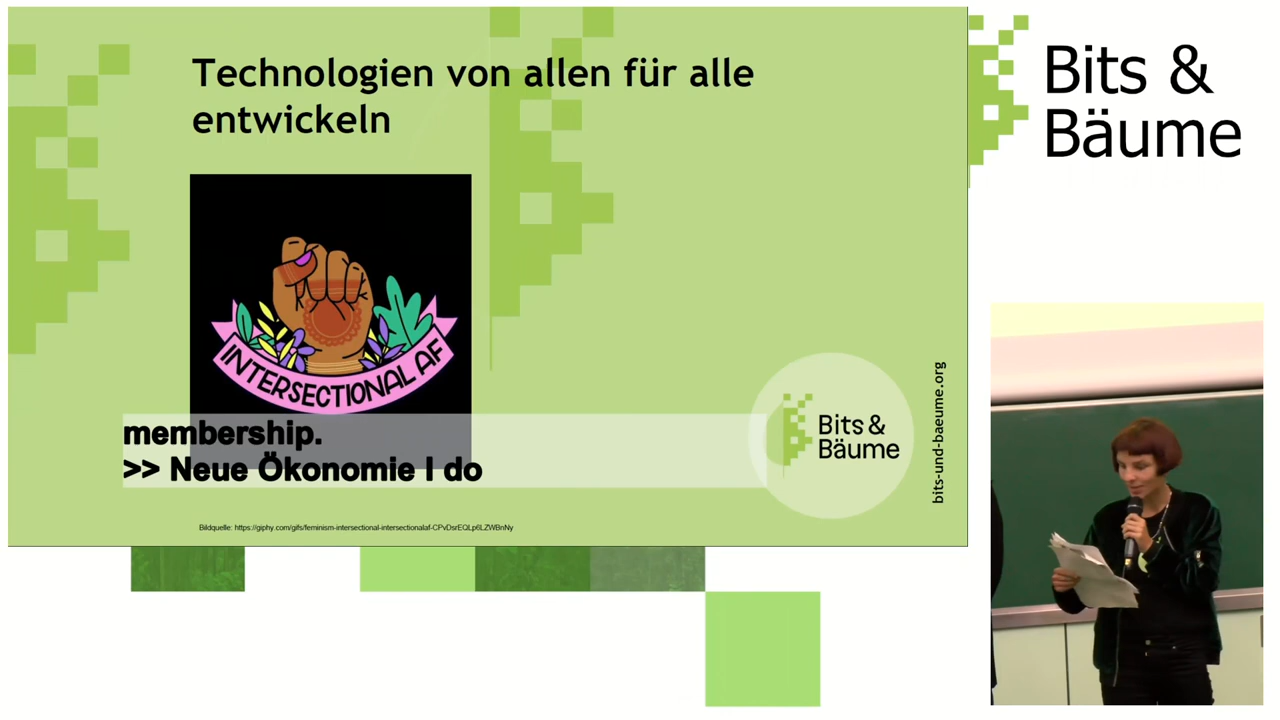 Technologien von allen für alle
entwickeln
INTERSECTIONAL AF
membership.
>> Neue Ökonomie I do
Bits &
Bäume
bits-und-baeume.org
Bildquelle: https://giphy.com/gifs/feminism-intersectional-intersectionalaf-CPvDsrEQLp6LZWBnNy
Bits &
Bäume